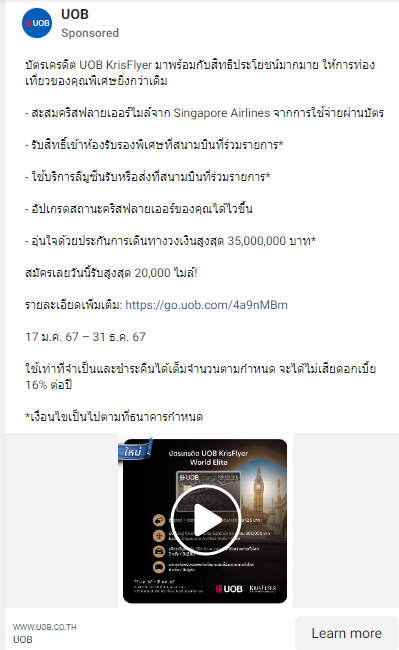 UOB
Sponsored
บัตรเครดิต UOB KrisFlyer มาพร้อมกับสิทธิประโยชน์มากมาย ให้การท่อง
เที่ยวของคุณพิเศษยิ่งกว่าเดิม
- สะสมคริสฟลายเออร์ไมล์จาก Singapore Airlines จากการใช้จ่ายผ่านบัตร
- รับสิทธิ์เข้าห้องรับรองพิเศษที่สนามบินที่ร่วมรายการ*
- ใช้บริการลีมูซีนรับหรือส่งที่สนามบินที่ร่วมรายการ*
- อัปเกรดสถานะคริสฟลายเออร์ของคุณได้ไวขึ้น
- อุ่นใจด้วยประกันการเดินทางวงเงินสูงสุด 35,000,000 บาท*
สมัครเลยวันนี้รับสูงสุด 20,000 ไมล์!
รายละเอียดเพิ่มเติม: https://go.uob.com/4a9nMBm
17 ม.ค. 67 – 31 ธ.ค. 67
ใช้เท่าที่จำเป็นและชำระคืนได้เต็มจำนวนตามกำหนด จะได้ไม่เสียดอกเบี้ย
16% ต่อปี
*เงื่อนไขเป็นไปตามที่ธนาคารกำหนด
ใหม่
บัตรเครดิต UOB KrisFlyer
World Elite
UOB
UOB KRISFLYER
WWW.UOB.CO.TH
UOB
Learn more